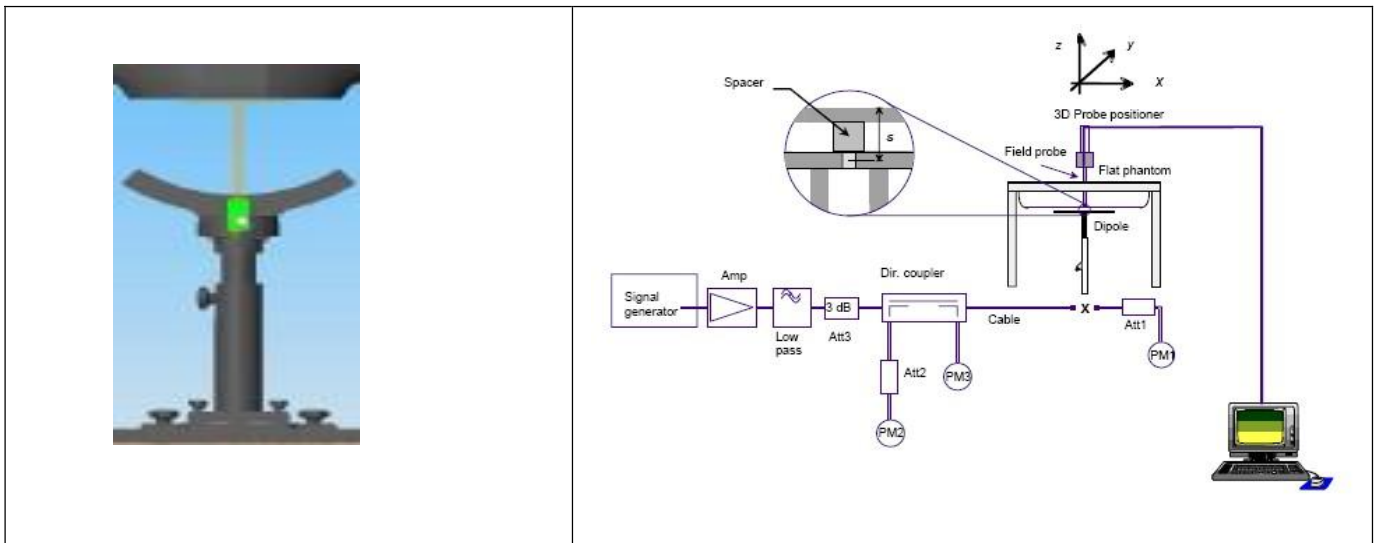 z
y
X
Spacer
s
3D Probe positioner
Field probe
Flat phantom
Dipole
Dir. coupler
Amp
Signal
generator
3 dB
Low
pass
Att3
Cable
x
Att1
PM1
Att2
PM3
PM2